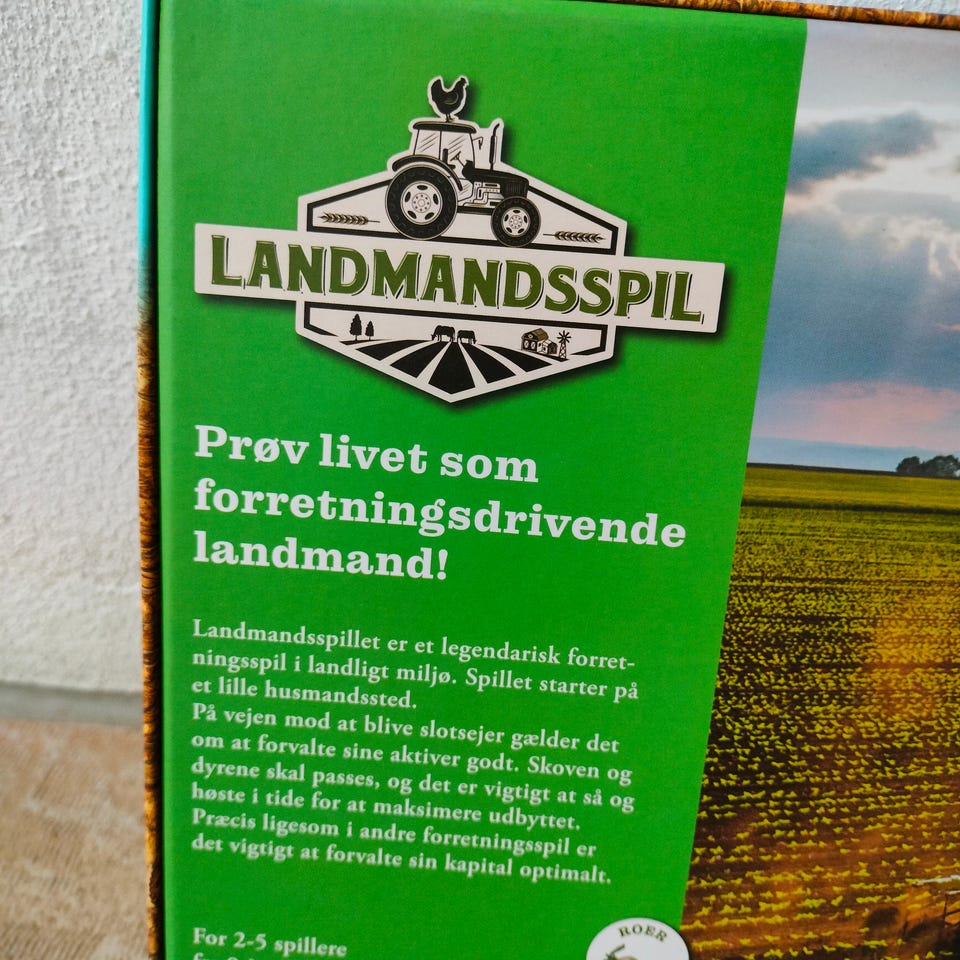 LANDMANDSSPIL
Prøv livet som
forretningsdrivende
landmand!
Landmandsspillet er et legendarisk forret-
ningsspil i landligt miljø. Spillet starter på
et lille husmandssted.
På vejen mod at blive slotsejer gælder det
om at forvalte sine aktiver godt. Skoven og
dyrene skal passes, og det er vigtigt at så og
høste i tide for at maksimere udbyttet.
Præcis ligesom i andre forretningsspil er
det vigtigt at forvalte sin kapital optimalt.
For 2-5 spillere
ROER